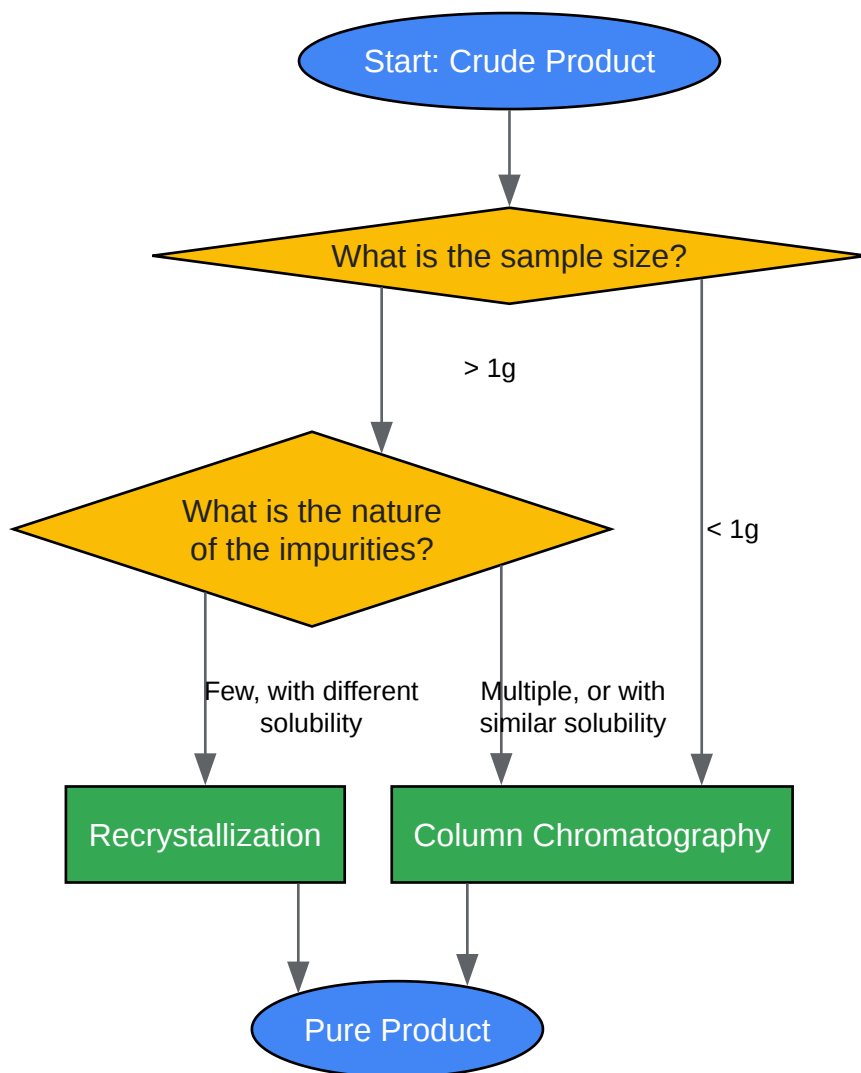 Start: Crude Product
What is the sample size?
> 1g
What is the nature
of the impurities?
< 1g
Few, with different
solubility
Multiple, or with
similar solubility
Recrystallization
Column Chromatography
Pure Product